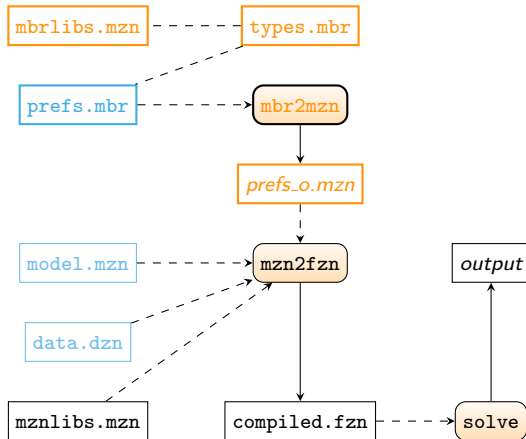 mbrlibs.mzn types.mbr
prefs.mbr mbr2mzn
prefs_o.mzn
model.mzn mzn2fzn output
data.dzn
mznlibs.mzn compiled.fzn solve